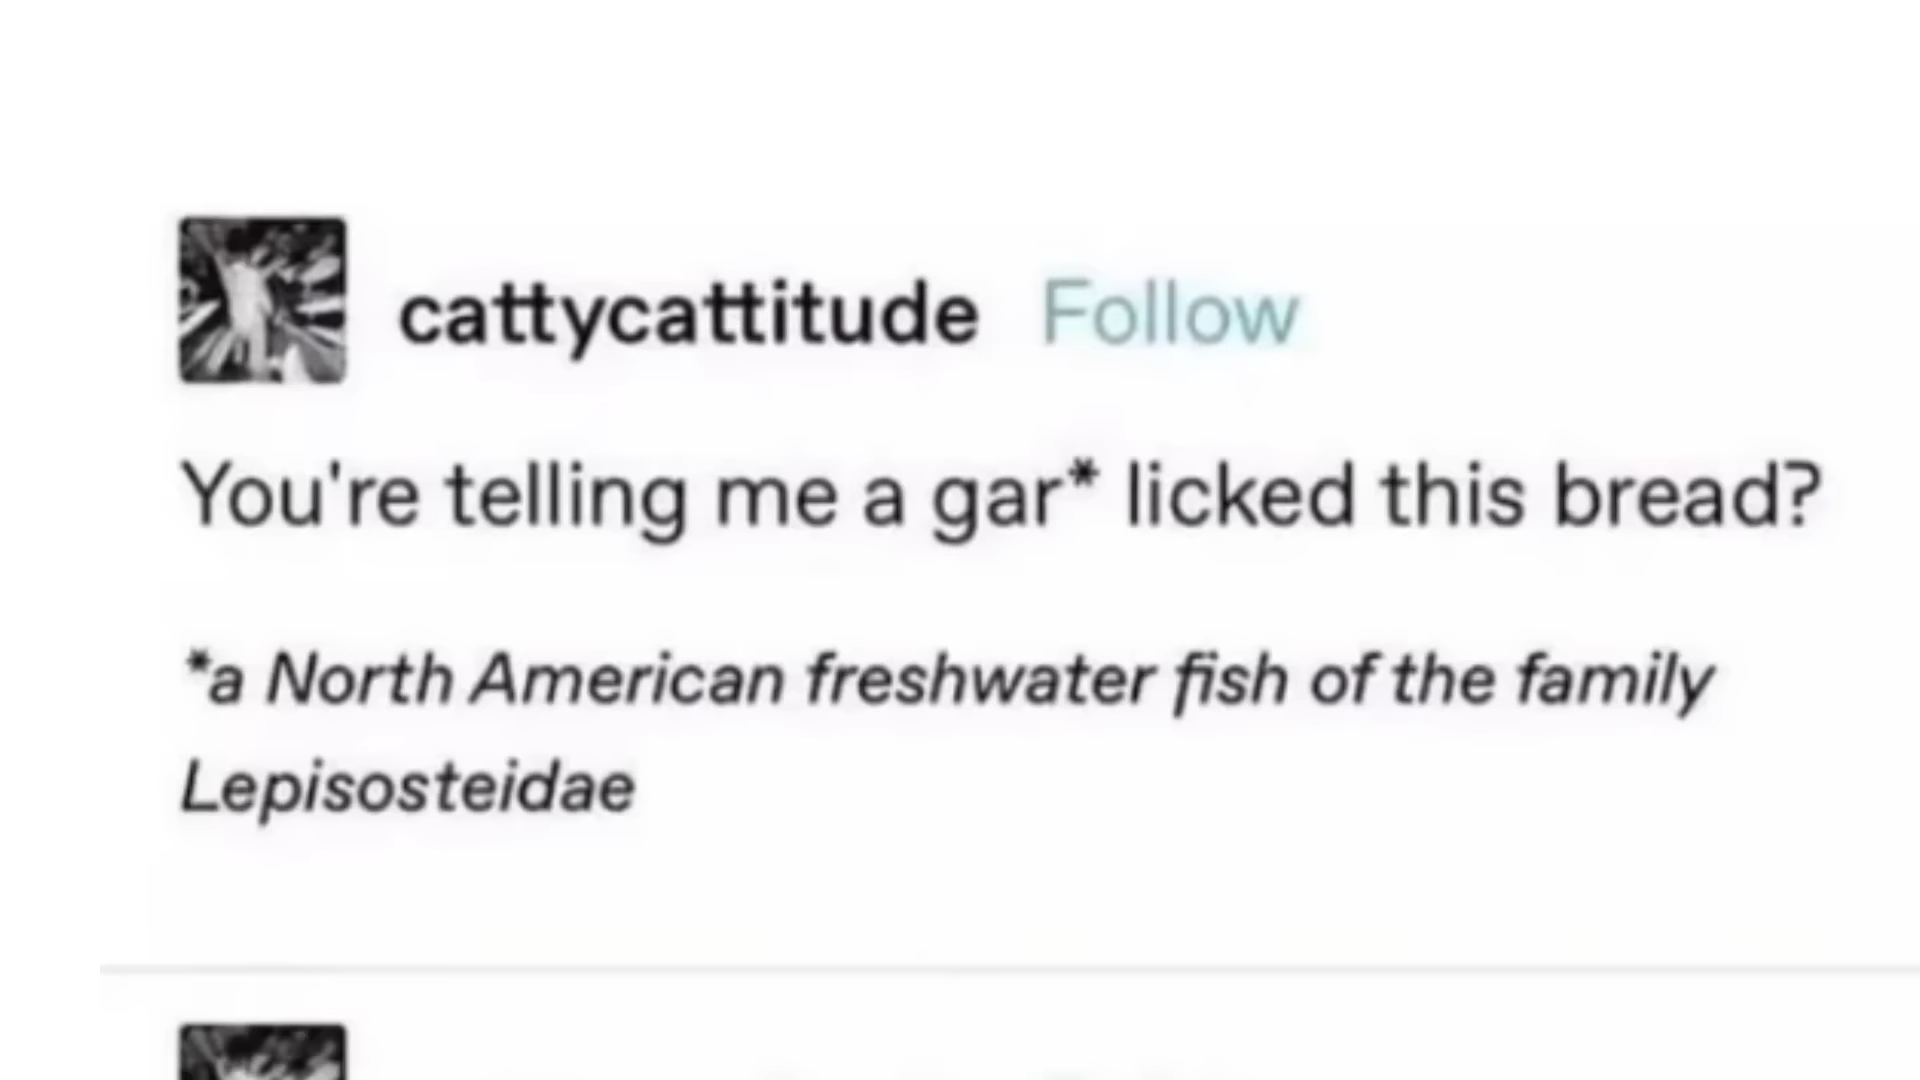 cattycattitude Follow
You're telling me a gar* licked this bread?
*a North American freshwater fish of the family
Lepisosteidae